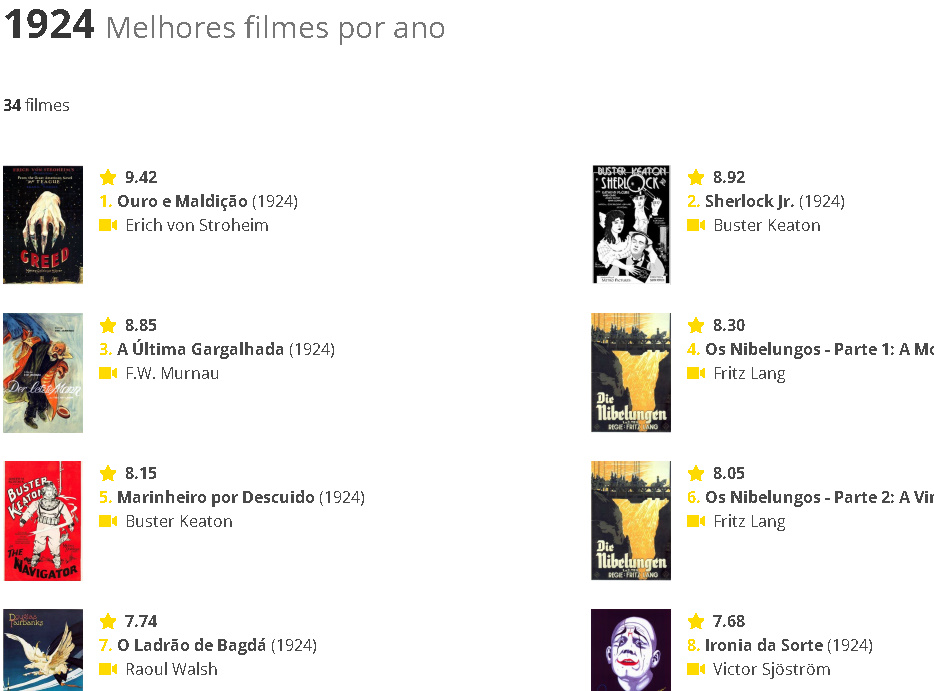 1924 Melhores filmes por ano
34 filmes
GREED
9.42
1. Ouro e Maldição (1924)
Erich von Stroheim
BUSTER KEATON
SHERLOCK JR.
8.92
2. Sherlock Jr. (1924)
Buster Keaton
Der letzte Mann
8.85
3. A Última Gargalhada (1924)
F.W. Murnau
Die
Nibelungen
REGIE · FRITZ LANG
8.30
4. Os Nibelungos - Parte 1: A Mo
Fritz Lang
BUSTER
KEATON
THE
NAVIGATOR
8.15
5. Marinheiro por Descuido (1924)
Buster Keaton
Die
Nibelungen
REGIE · FRITZ LANG
8.05
6. Os Nibelungos - Parte 2: A Vin
Fritz Lang
Douglas
Fairbanks
7.74
7. O Ladrão de Bagdá (1924)
Raoul Walsh
7.68
8. Ironia da Sorte (1924)
Victor Sjöström